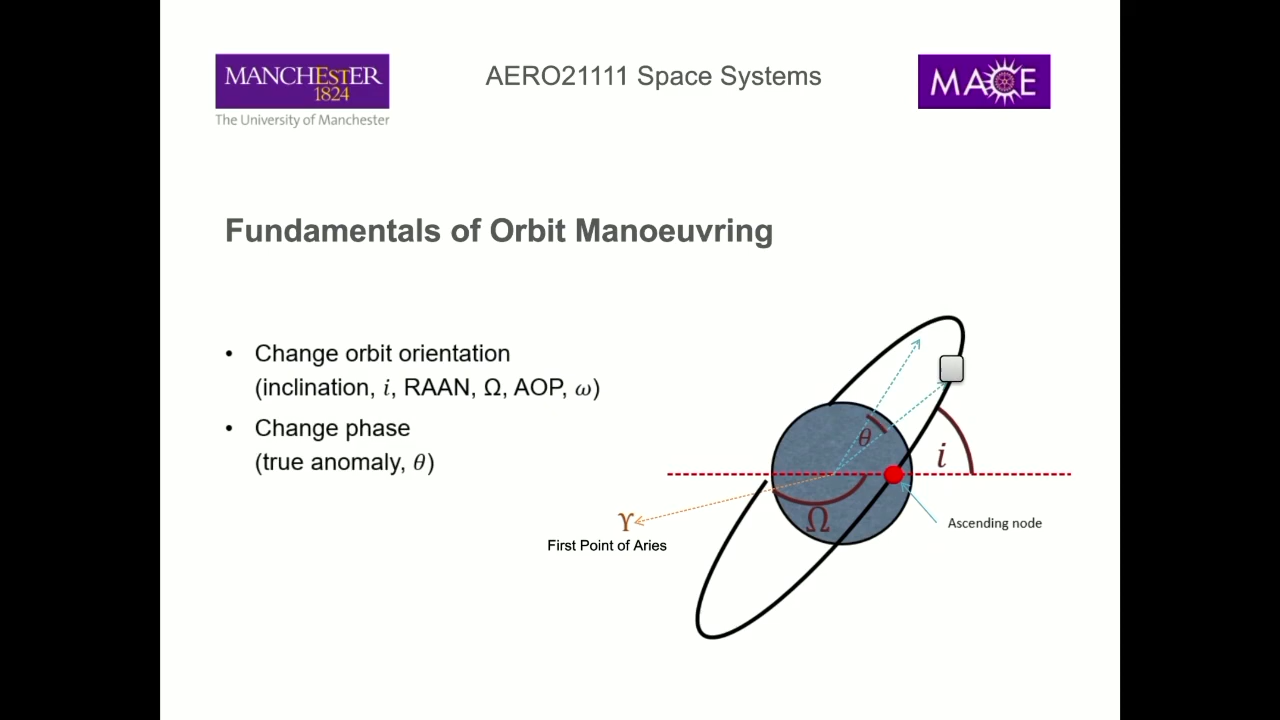 MANCHESTER
1824
The University of Manchester
AERO21111 Space Systems
MACE
Fundamentals of Orbit Manoeuvring
• Change orbit orientation
(inclination, 𝑖, RAAN, Ω, AOP, 𝜔)
• Change phase
(true anomaly, 𝜃)
θ
i
Ω
ϒ
Ascending node
First Point of Aries